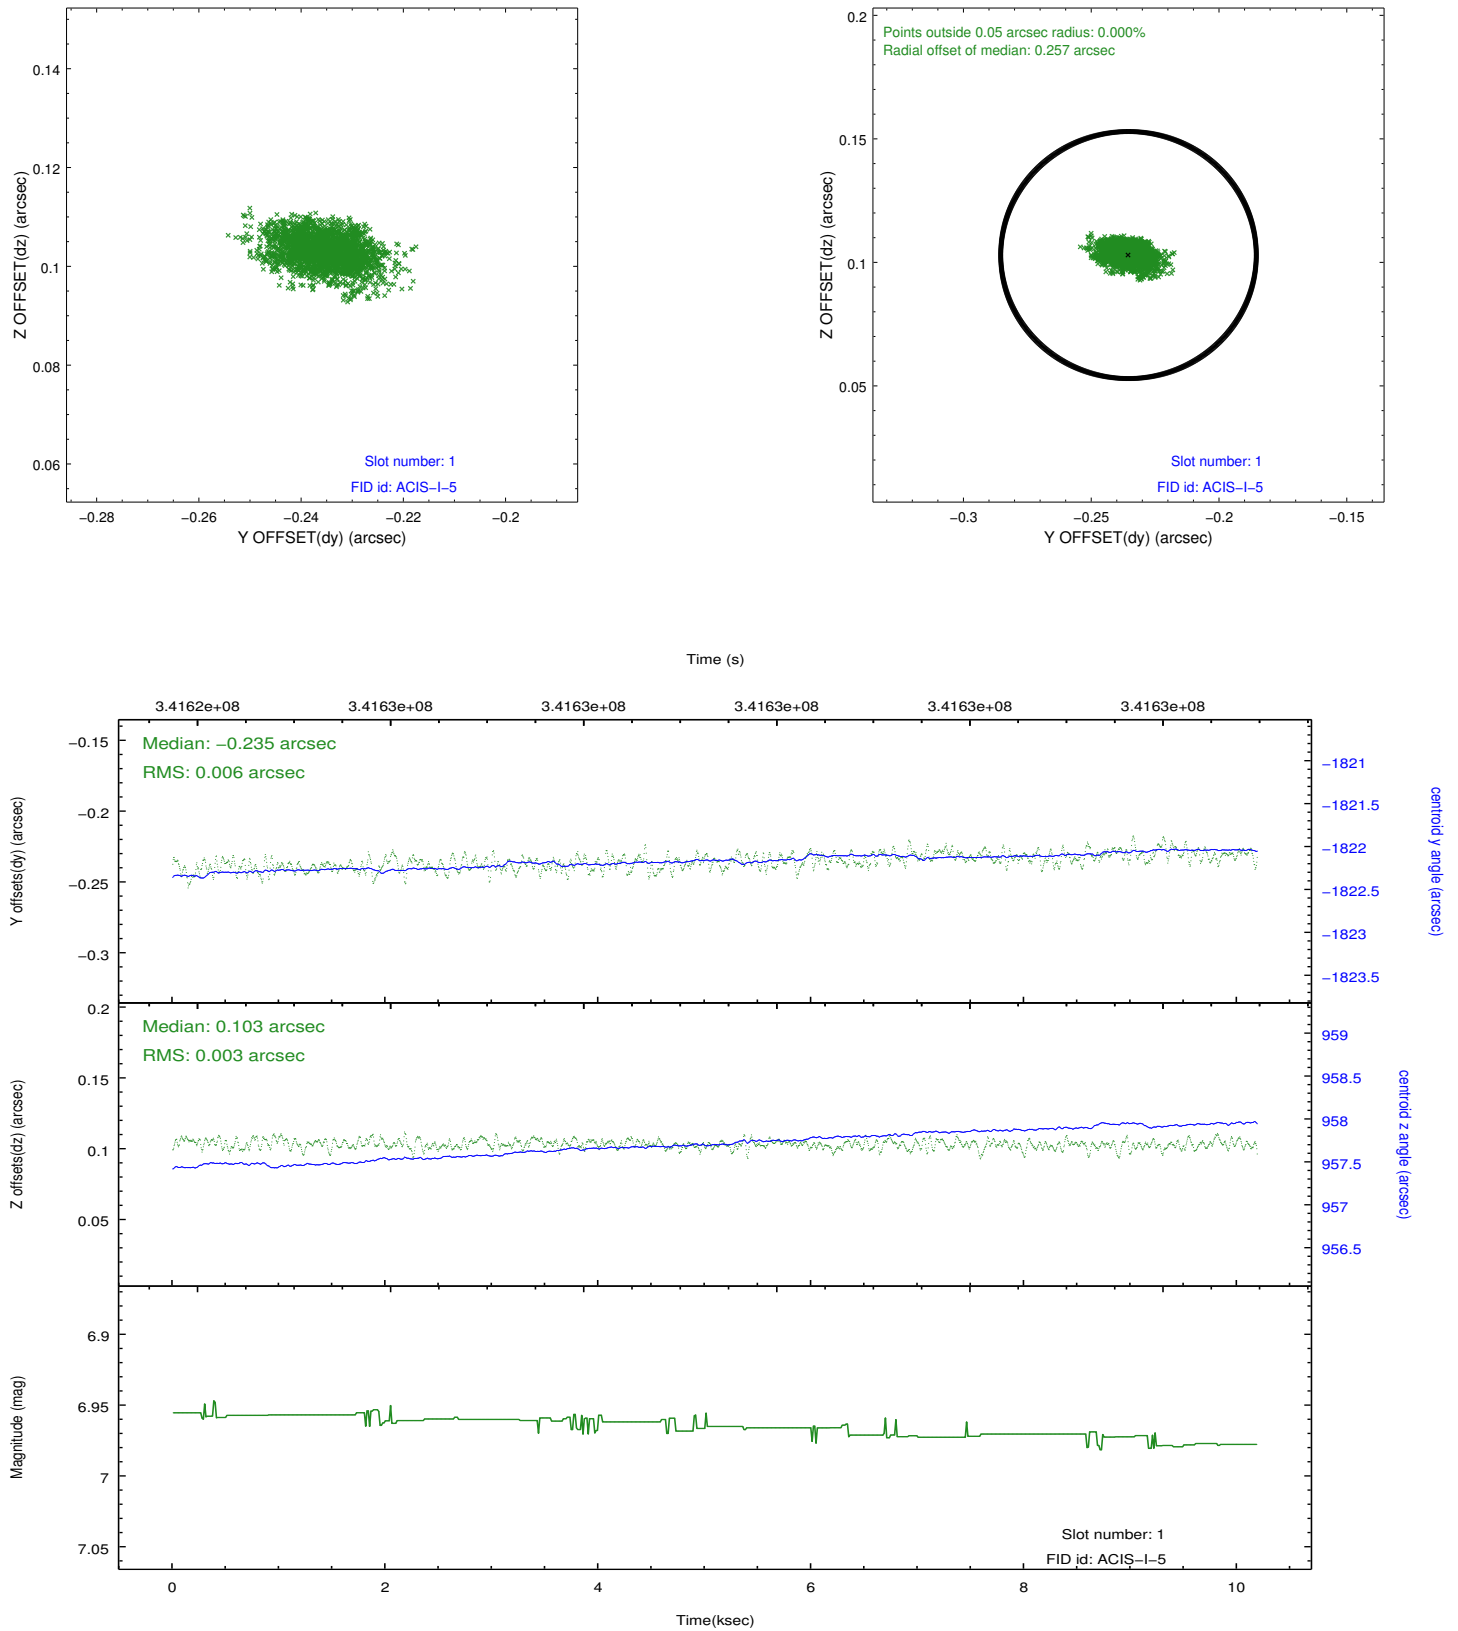 0.14
0.12
0.1
0.08
0.06
Z OFFSET(dz) (arcsec)
Slot number: 1
FID id: ACIS−I−5
−0.28 −0.26 −0.24 −0.22 −0.2
Y OFFSET(dy) (arcsec)
0.2
0.15
0.1
0.05
Z OFFSET(dz) (arcsec)
Points outside 0.05 arcsec radius: 0.000%
Radial offset of median: 0.257 arcsec
Slot number: 1
FID id: ACIS−I−5
−0.3 −0.25 −0.2 −0.15
Y OFFSET(dy) (arcsec)
Time (s)
3.4162e+08 3.4163e+08 3.4163e+08 3.4163e+08 3.4163e+08 3.4163e+08
Median: −0.235 arcsec
RMS: 0.006 arcsec
−0.15
−0.2
−0.25
−0.3
Y offsets(dy) (arcsec)
−1821
−1821.5
−1822
−1822.5
−1823
−1823.5
centroid y angle (arcsec)
Median: 0.103 arcsec
RMS: 0.003 arcsec
0.2
0.15
0.1
0.05
Z offsets(dz) (arcsec)
959
958.5
958
957.5
957
956.5
centroid z angle (arcsec)
6.9
6.95
7
7.05
Magnitude (mag)
Slot number: 1
FID id: ACIS−I−5
0 2 4 6 8 10
Time(ksec)